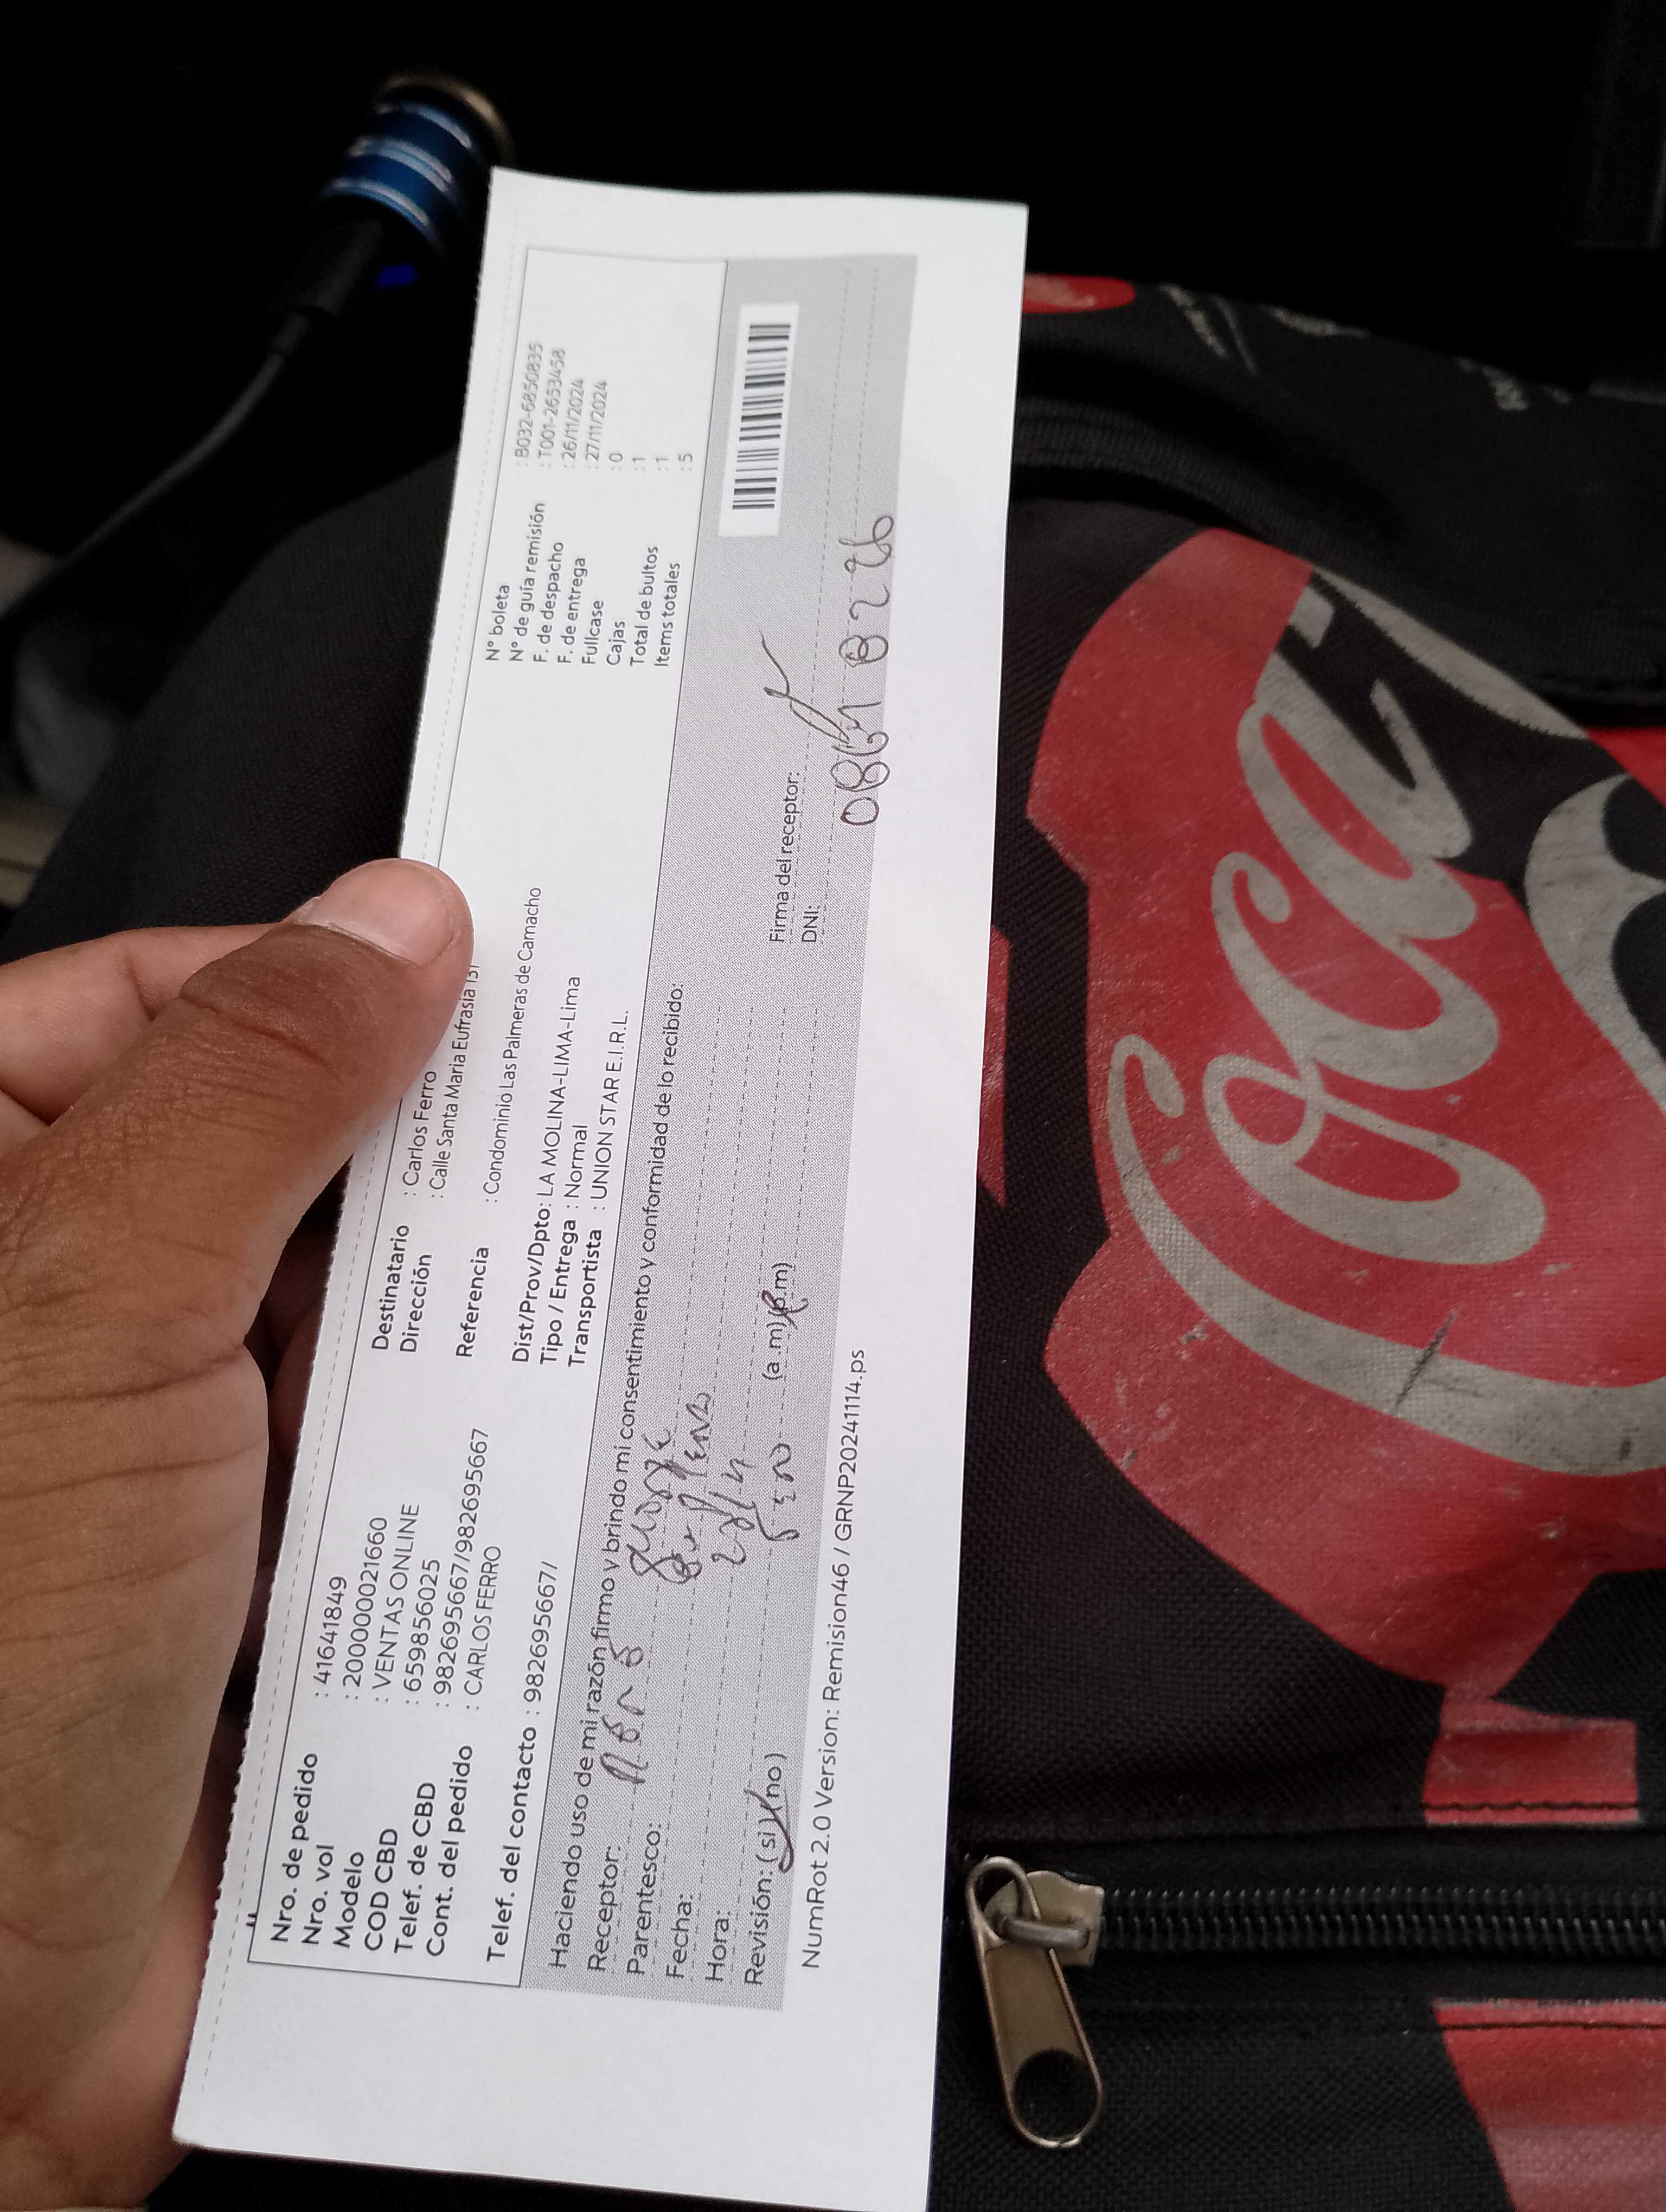 Nro. de pedido : 41641849
Nro. vol : 200000021660
Modelo : VENTAS ONLINE
COD CBD : 659856025
Telef. de CBD : 982695667/982695667
Cont. del pedido : CARLOS FERRO
Telef. del contacto : 982695667/
Destinatario : Carlos Ferro
Dirección : Calle Santa Maria Eufrasia 131
Referencia : Condominio Las Palmeras de Camacho
Dist/Prov/Dpto: LA MOLINA-LIMA-Lima
Tipo / Entrega : Normal
Transportista : UNION STAR E.I.R.L.
N° boleta : B032-6850835
N° de guía remisión : T001-2653458
F. de despacho : 26/11/2024
F. de entrega : 27/11/2024
Fullcase : 0
Cajas : 1
Total de bultos : 1
Items totales : 5
Haciendo uso de mi razón firmo y brindo mi consentimiento y conformidad de lo recibido:
Receptor:
Parentesco:
Fecha:
Hora: (a.m)(p.m)
Revisión: (si)(no)
Firma del receptor:
DNI:
NumRot 2.0 Version: Remision46 / GRNP20241114.ps
Coca